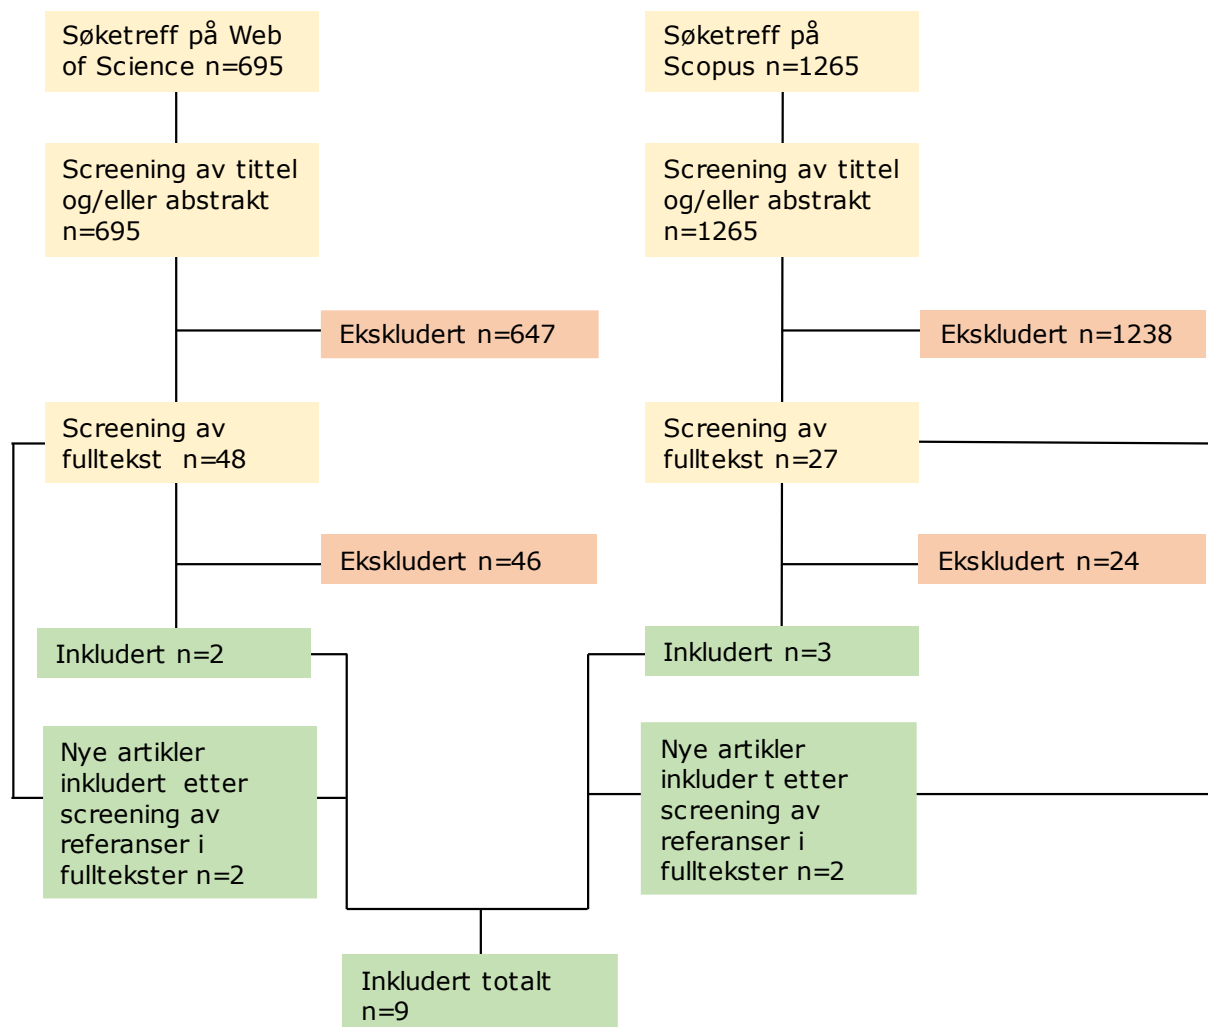 Søketreff på Web
of Science n=695
Screening av tittel
og/eller abstrakt
n=695
Ekskludert n=647
Screening av
fulltekst n=48
Ekskludert n=46
Inkludert n=2
Nye artikler
inkludert etter
screening av
referanser i
fulltekster n=2
Søketreff på
Scopus n=1265
Screening av tittel
og/eller abstrakt
n=1265
Ekskludert n=1238
Screening av
fulltekst n=27
Ekskludert n=24
Inkludert n=3
Nye artikler
inkluder t etter
screening av
referanser i
fulltekster n=2
Inkludert totalt
n=9